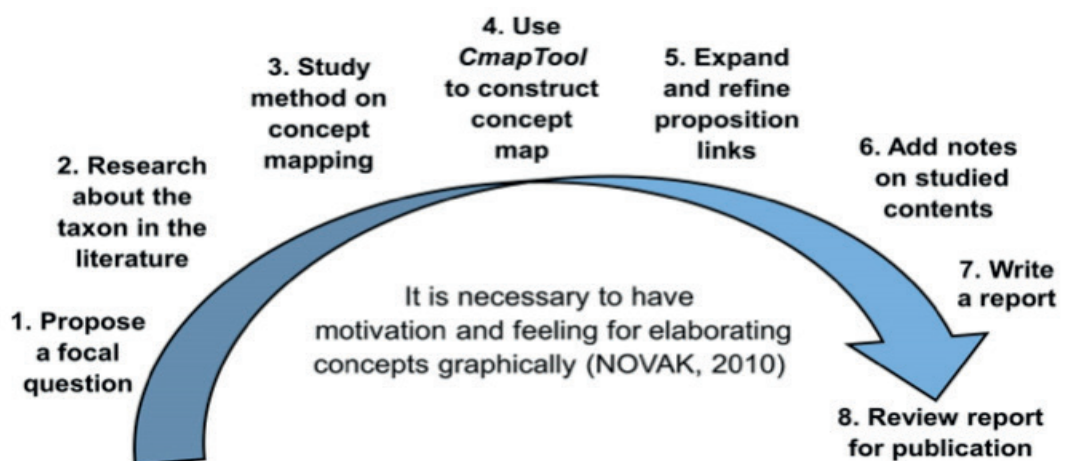 1. Propose
a focal
question
2. Research
about the
taxon in the
literature
3. Study
method on
concept
mapping
4. Use
CmapTool
to construct
concept
map
5. Expand
and refine
proposition
links
6. Add notes
on studied
contents
7. Write
a report
8. Review report
for publication
It is necessary to have
motivation and feeling for elaborating
concepts graphically (NOVAK, 2010)